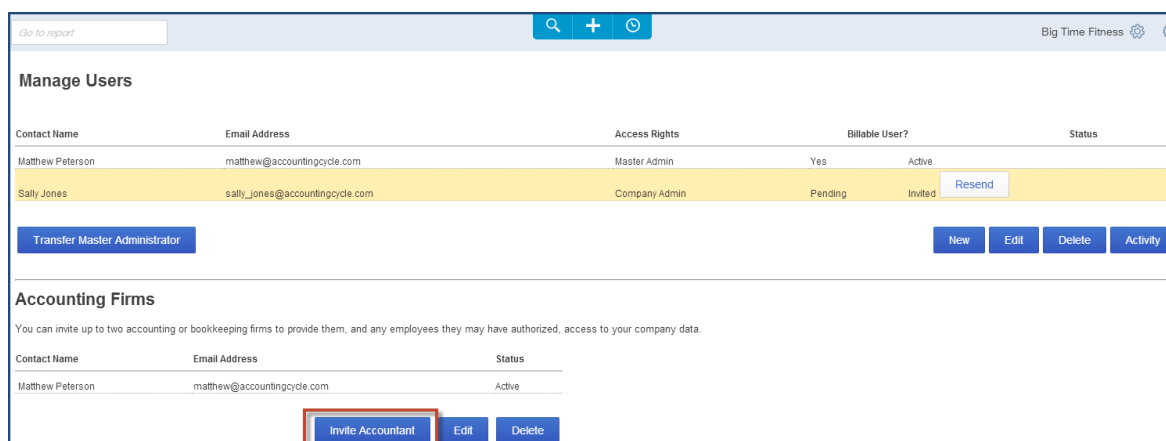 Go to report
Big Time Fitness
Manage Users
Contact Name Email Address Access Rights Billable User? Status
Matthew Peterson matthew@accountingcycle.com Master Admin Yes Active
Sally Jones sally_jones@accountingcycle.com Company Admin Pending Invited Resend
Transfer Master Administrator New Edit Delete Activity
Accounting Firms
You can invite up to two accounting or bookkeeping firms to provide them, and any employees they may have authorized, access to your company data.
Contact Name Email Address Status
Matthew Peterson matthew@accountingcycle.com Active
Invite Accountant Edit Delete